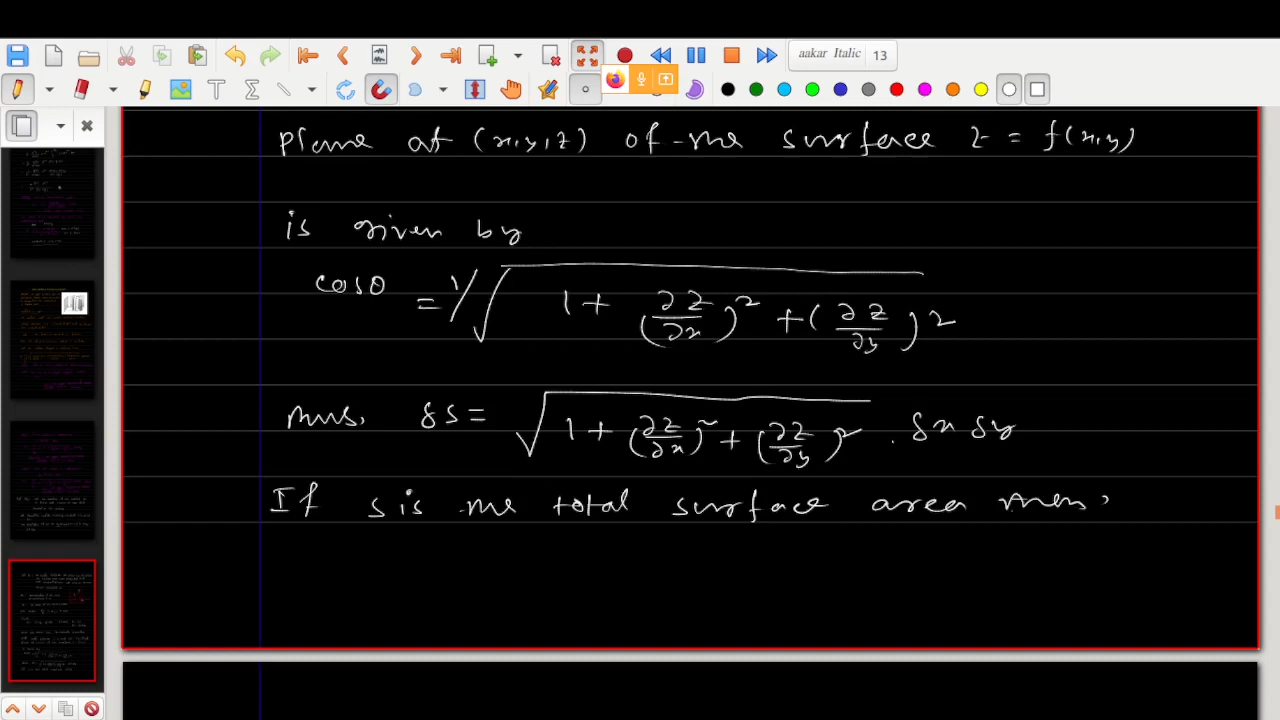 aakar Italic 13
plane at (x,y,z) of the surface z = f(x,y)
is given by
cosθ = 1/√(1 + (∂z/∂x)² + (∂z/∂y)²)
Thus, δs = √(1 + (∂z/∂x)² + (∂z/∂y)²) . δx δy
If s is the total surface area then,